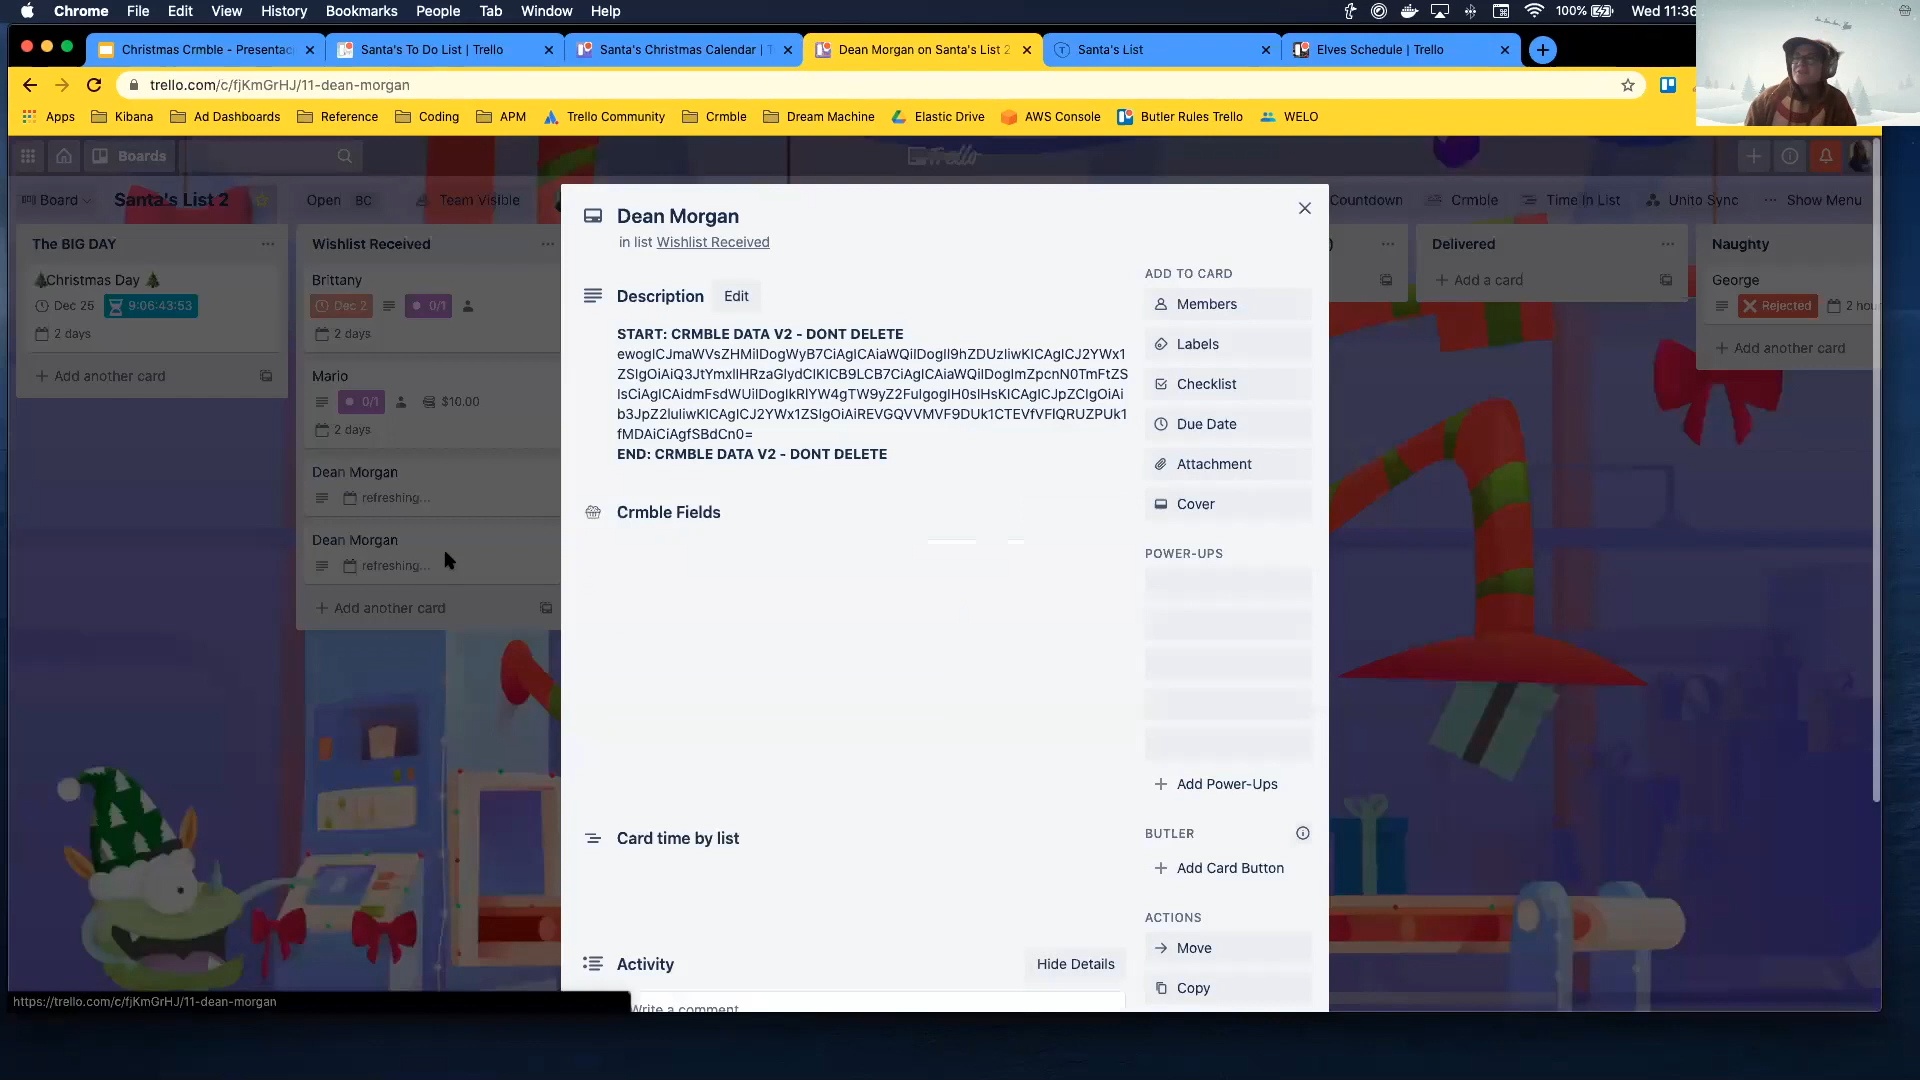 Chrome File Edit View History Bookmarks People Tab Window Help 100% Wed 11:36
Christmas Crmble - Presentac Santa's To Do List | Trello Santa's Christmas Calendar | T Dean Morgan on Santa's List 2 Santa's List Elves Schedule | Trello
trello.com/c/fjKmGrHJ/11-dean-morgan
Apps Kibana Ad Dashboards Reference Coding APM Trello Community Crmble Dream Machine Elastic Drive AWS Console Butler Rules Trello WELO
Boards Trello
Board Santa's List 2 Open BC Team Visible Countdown Crmble Time In List Unito Sync Show Menu
The BIG DAY
Christmas Day
Dec 25 9:06:43:53
2 days
+ Add another card
Wishlist Received
Brittany
Dec 2 0/1
2 days
Mario
0/1 $10.00
2 days
Dean Morgan
refreshing...
Dean Morgan
refreshing...
+ Add another card
Dean Morgan
in list Wishlist Received
Description Edit
START: CRMBLE DATA V2 - DONT DELETE
fMDAiCiAgfSBdCn0=
END: CRMBLE DATA V2 - DONT DELETE
Crmble Fields
Card time by list
Activity Hide Details
Write a comment
ADD TO CARD
Members
Labels
Checklist
Due Date
Attachment
Cover
POWER-UPS
+ Add Power-Ups
BUTLER
+ Add Card Button
ACTIONS
Move
Copy
Delivered
+ Add a card
Naughty
George
Rejected 2 hou
+ Add another card
https://trello.com/c/fjKmGrHJ/11-dean-morgan